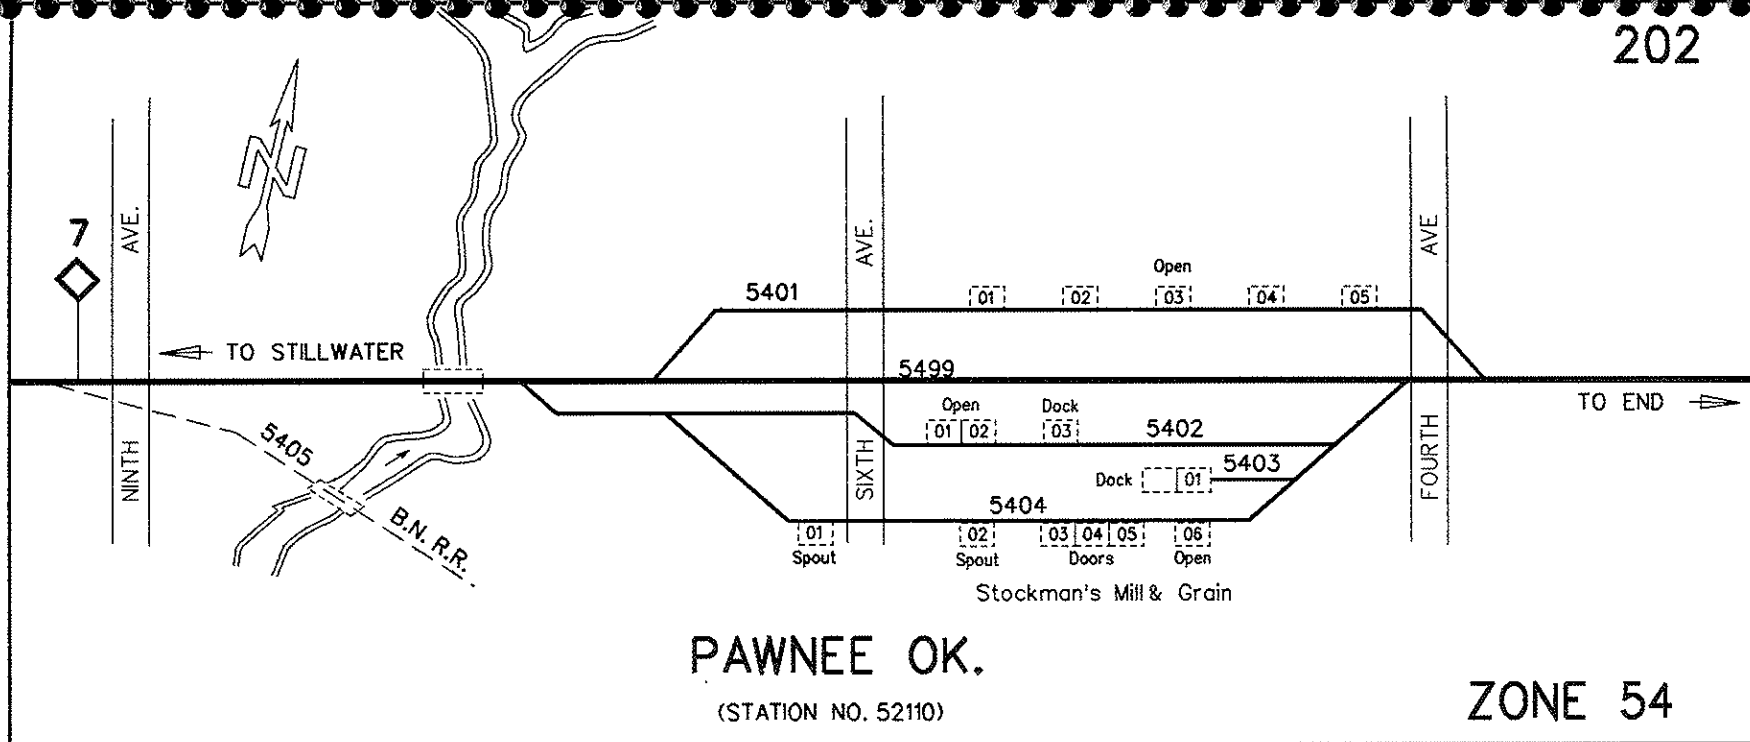 202
N
7
AVE.
AVE.
AVE
Open
5401
01
02
03
04
05
TO STILLWATER
5499
TO END
Open
Dock
01
02
03
5402
5405
NINTH
SIXTH
FOURTH
Dock
01
5403
5404
B.N. R.R.
01
02
03
04
05
06
Spout
Spout
Doors
Open
Stockman's Mill & Grain
PAWNEE OK.
(STATION NO. 52110)
ZONE 54